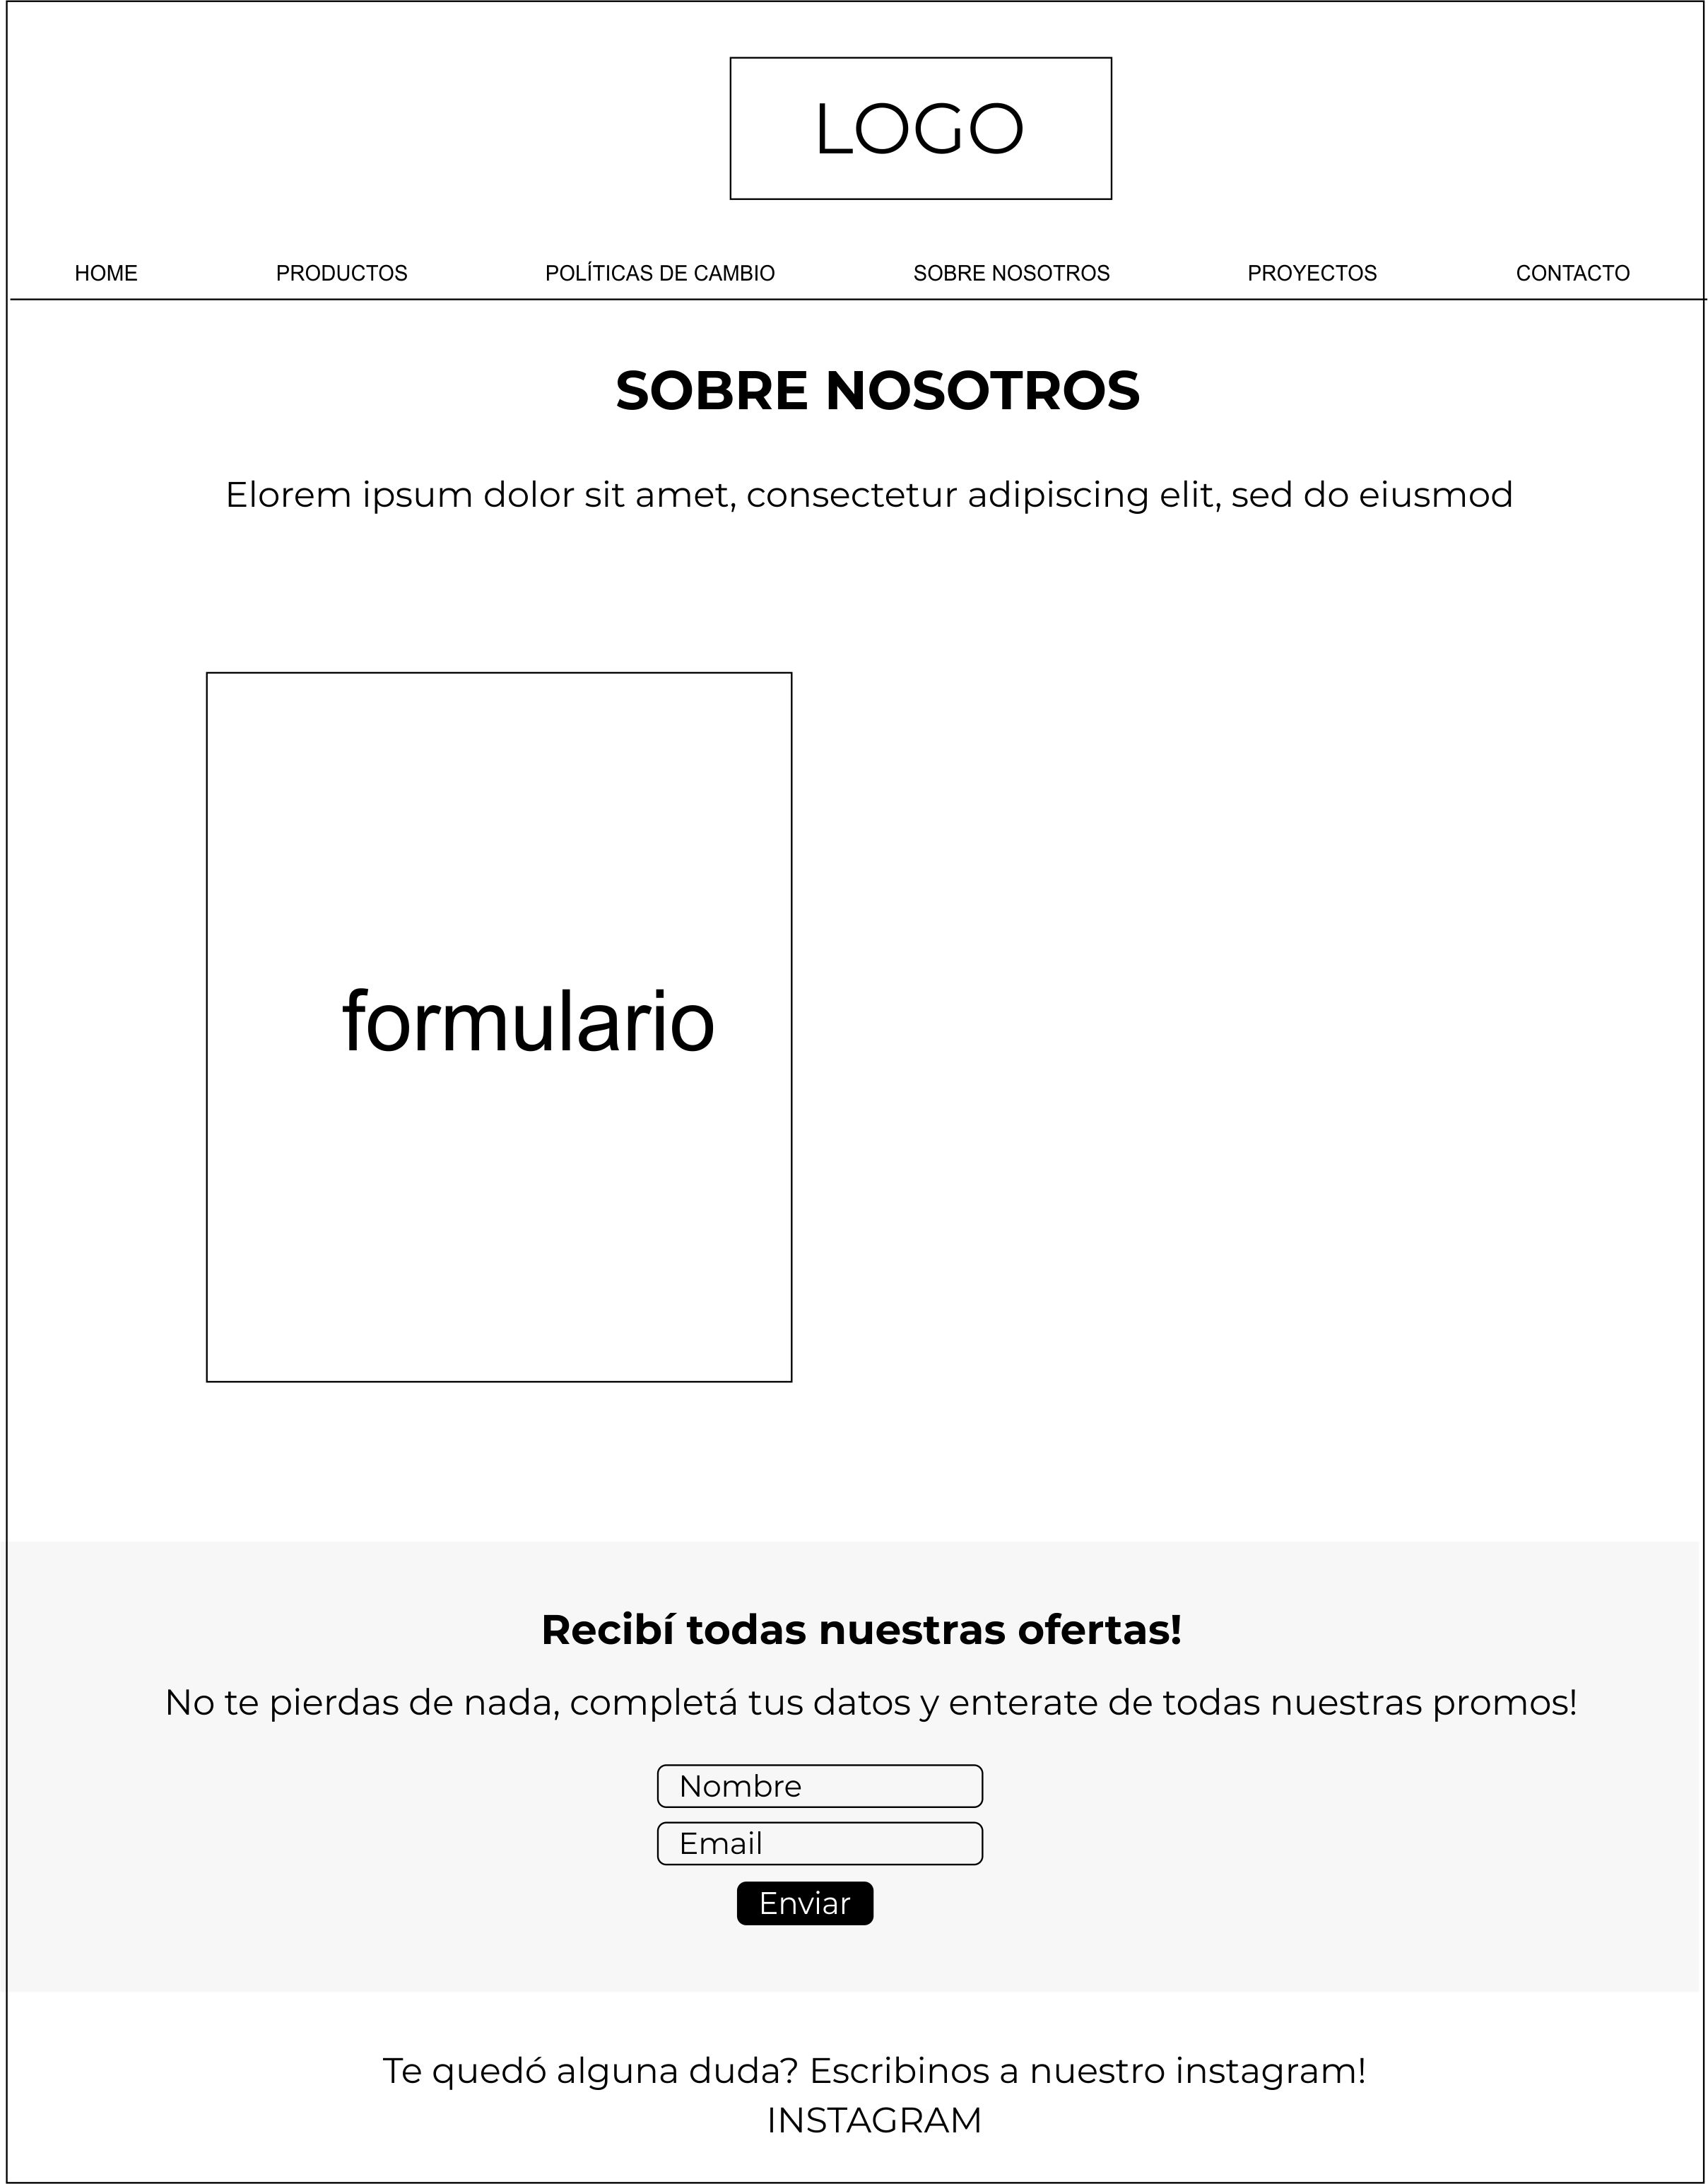 LOGO
HOME PRODUCTOS POLÍTICAS DE CAMBIO SOBRE NOSOTROS PROYECTOS CONTACTO
SOBRE NOSOTROS
Elorem ipsum dolor sit amet, consectetur adipiscing elit, sed do eiusmod
formulario
Recibí todas nuestras ofertas!
No te pierdas de nada, completá tus datos y enterate de todas nuestras promos!
Nombre
Email
Enviar
Te quedó alguna duda? Escribinos a nuestro instagram!
INSTAGRAM